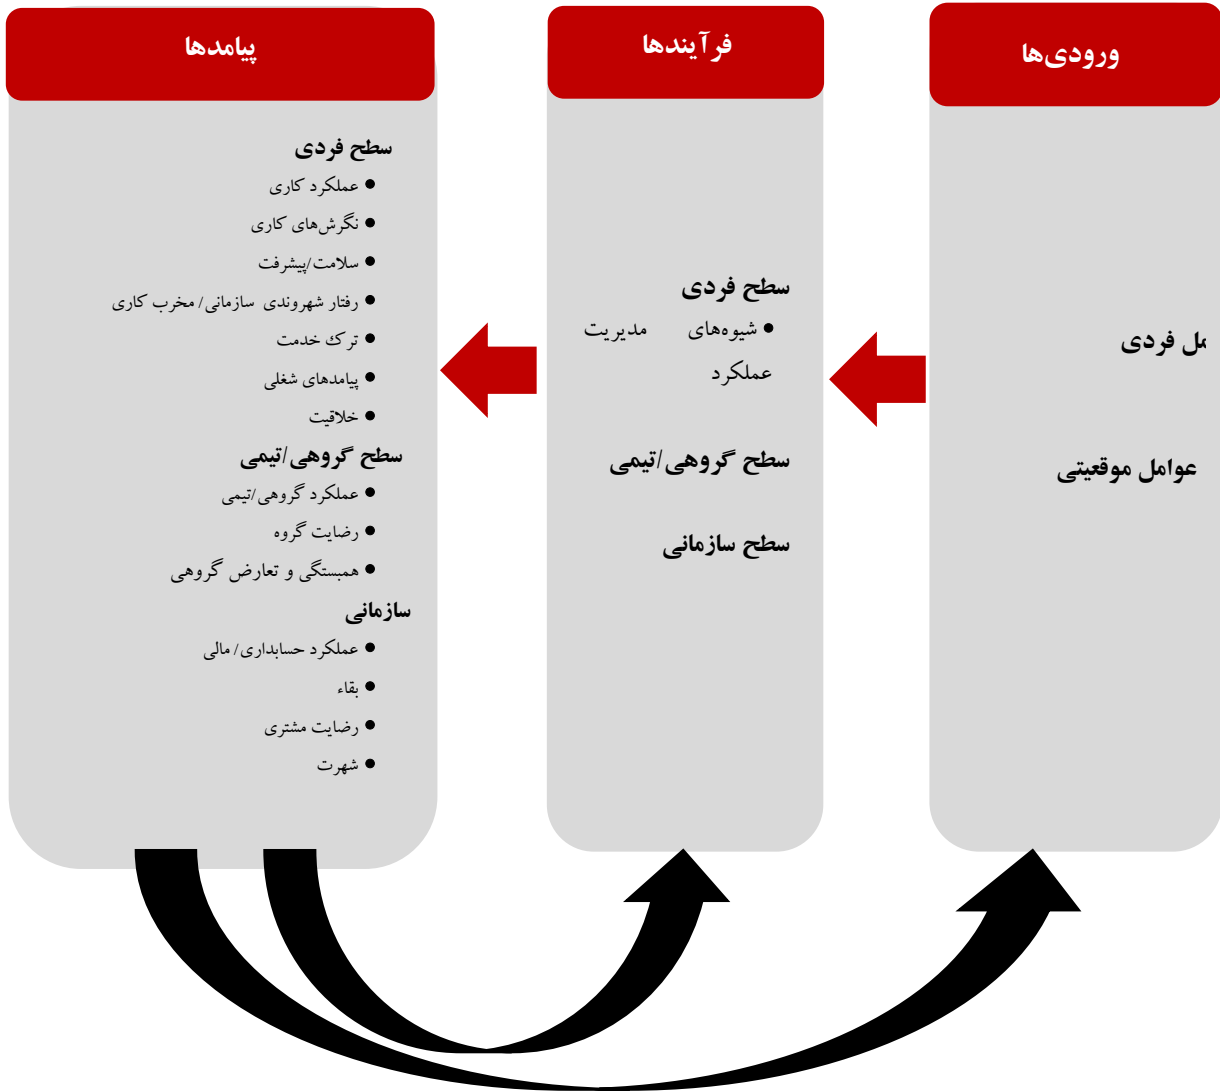 ورودی‌ها
مل فردی
عوامل موقعیتی
فرآیندها
سطح فردی
● شیوه‌های مدیریت
عملکرد
سطح گروهی/تیمی
سطح سازمانی
پیامدها
سطح فردی
● عملکرد کاری
● نگرش‌های کاری
● سلامت/پیشرفت
● رفتار شهروندی سازمانی/ مخرب کاری
● ترک خدمت
● پیامدهای شغلی
● خلاقیت
سطح گروهی/تیمی
● عملکرد گروهی/تیمی
● رضایت گروه
● همبستگی و تعارض گروهی
سازمانی
● عملکرد حسابداری/ مالی
● بقاء
● رضایت مشتری
● شهرت